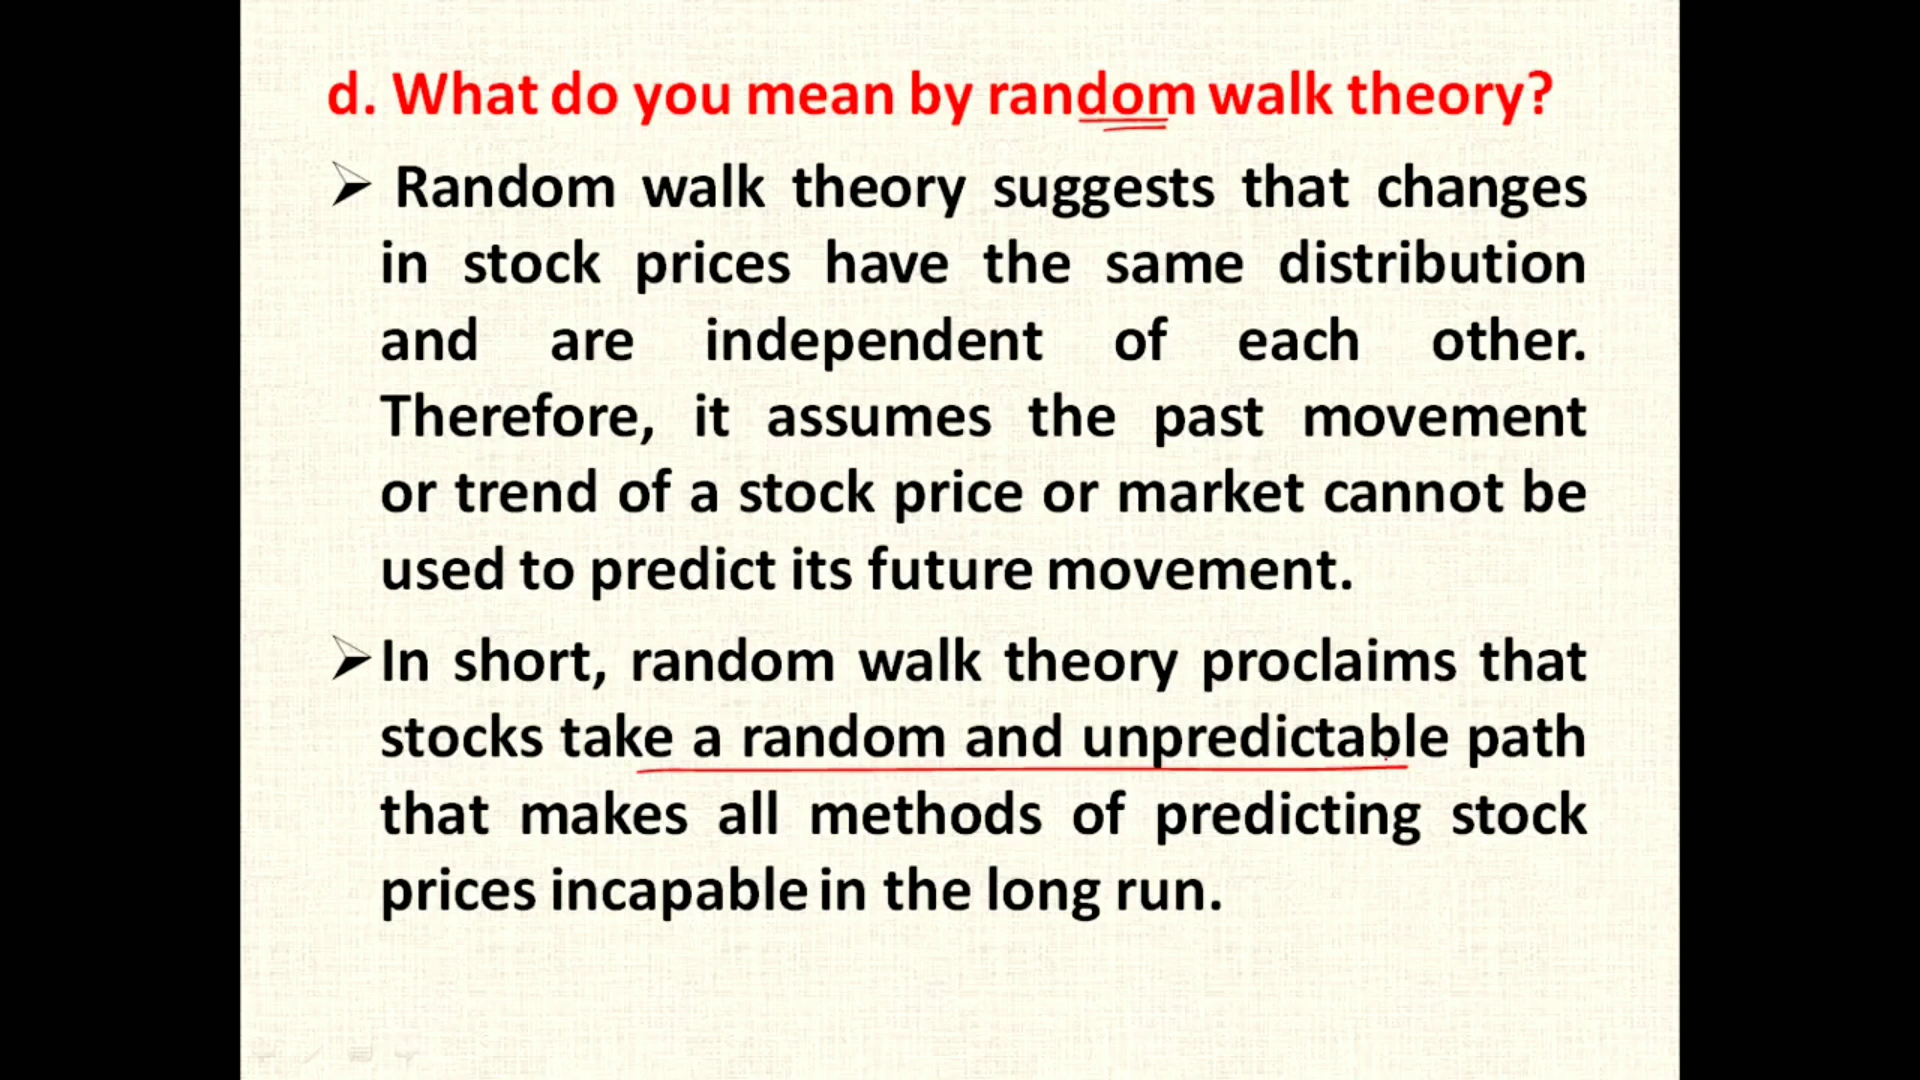 d. What do you mean by random walk theory?
Random walk theory suggests that changes
in stock prices have the same distribution
and are independent of each other.
Therefore, it assumes the past movement
or trend of a stock price or market cannot be
used to predict its future movement.
In short, random walk theory proclaims that
stocks take a random and unpredictable path
that makes all methods of predicting stock
prices incapable in the long run.